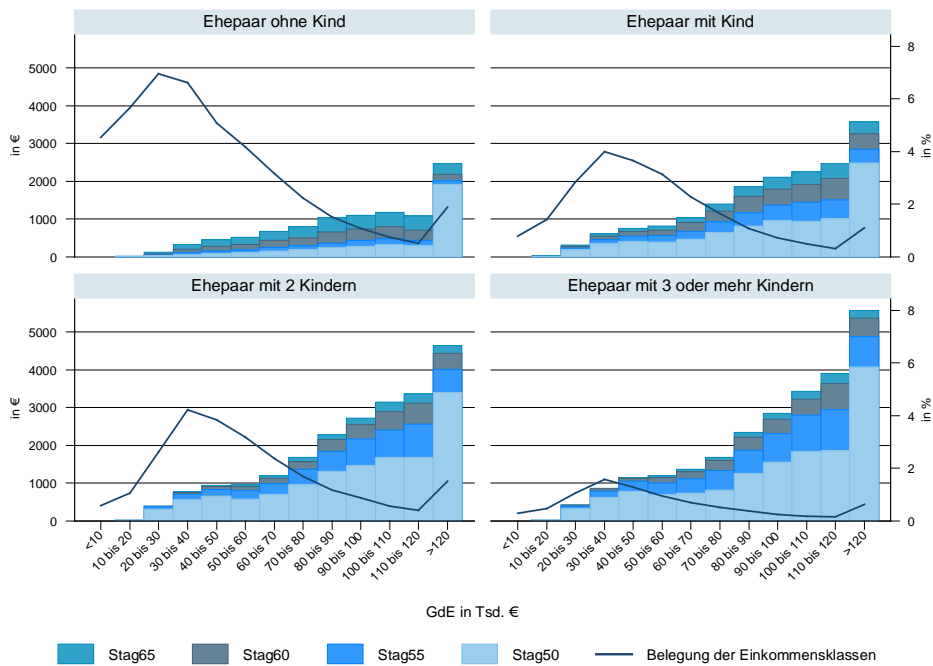 Ehepaar ohne Kind
Ehepaar mit Kind
5000
4000
3000
2000
1000
0
in €
8
6
4
2
0
in %
Ehepaar mit 2 Kindern
Ehepaar mit 3 oder mehr Kindern
5000
4000
3000
2000
1000
0
in €
8
6
4
2
0
in %
<10
10 bis 20
20 bis 30
30 bis 40
40 bis 50
50 bis 60
60 bis 70
70 bis 80
80 bis 90
90 bis 100
100 bis 110
110 bis 120
>120
<10
10 bis 20
20 bis 30
30 bis 40
40 bis 50
50 bis 60
60 bis 70
70 bis 80
80 bis 90
90 bis 100
100 bis 110
110 bis 120
>120
GdE in Tsd. €
Stag65
Stag60
Stag55
Stag50
Belegung der Einkommensklassen